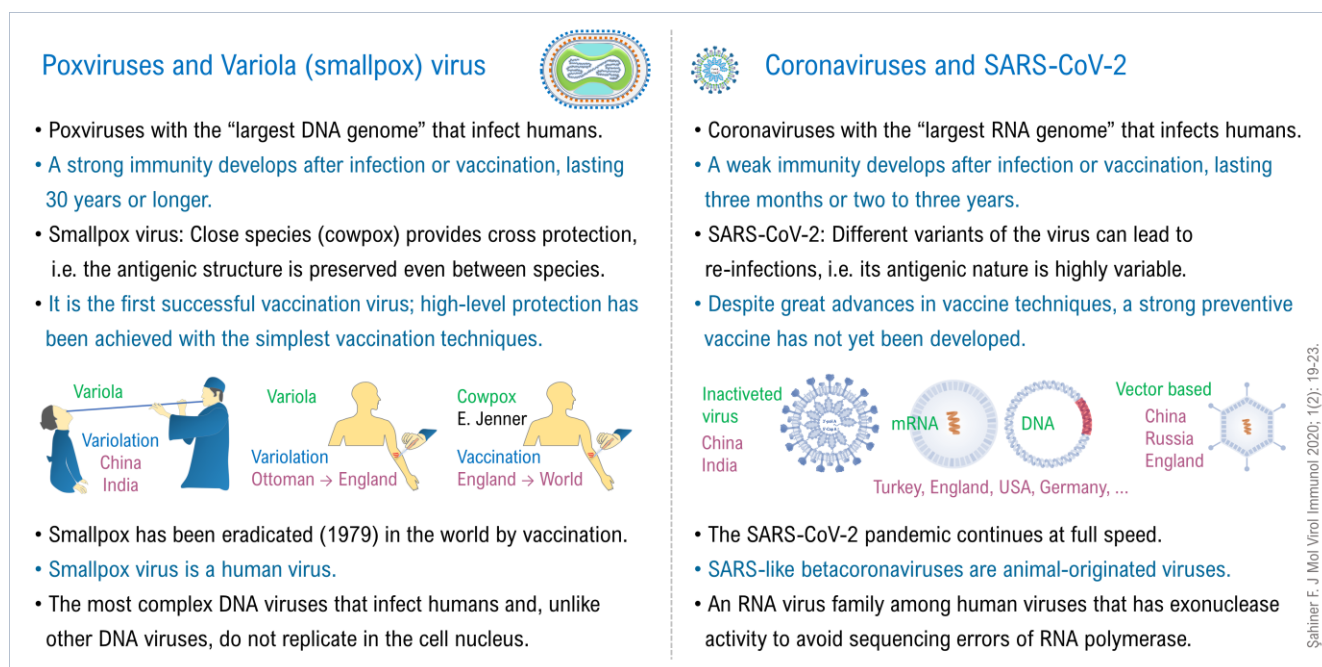 Poxviruses and Variola (smallpox) virus
• Poxviruses with the “largest DNA genome” that infect humans.
• A strong immunity develops after infection or vaccination, lasting
30 years or longer.
• Smallpox virus: Close species (cowpox) provides cross protection,
i.e. the antigenic structure is preserved even between species.
• It is the first successful vaccination virus; high-level protection has
been achieved with the simplest vaccination techniques.
Variola
Variolation
China
India
Variola
Variolation
Ottoman → England
Cowpox
E. Jenner
Vaccination
England → World
• Smallpox has been eradicated (1979) in the world by vaccination.
• Smallpox virus is a human virus.
• The most complex DNA viruses that infect humans and, unlike
other DNA viruses, do not replicate in the cell nucleus.
Coronaviruses and SARS-CoV-2
• Coronaviruses with the “largest RNA genome” that infects humans.
• A weak immunity develops after infection or vaccination, lasting
three months or two to three years.
• SARS-CoV-2: Different variants of the virus can lead to
re-infections, i.e. its antigenic nature is highly variable.
• Despite great advances in vaccine techniques, a strong preventive
vaccine has not yet been developed.
Inactiveted
virus
China
India
mRNA
DNA
Vector based
China
Russia
England
Turkey, England, USA, Germany, ...
• The SARS-CoV-2 pandemic continues at full speed.
• SARS-like betacoronaviruses are animal-originated viruses.
• An RNA virus family among human viruses that has exonuclease
activity to avoid sequencing errors of RNA polymerase.
Şahiner F. J Mol Virol Immunol 2020; 1(2): 19-23.